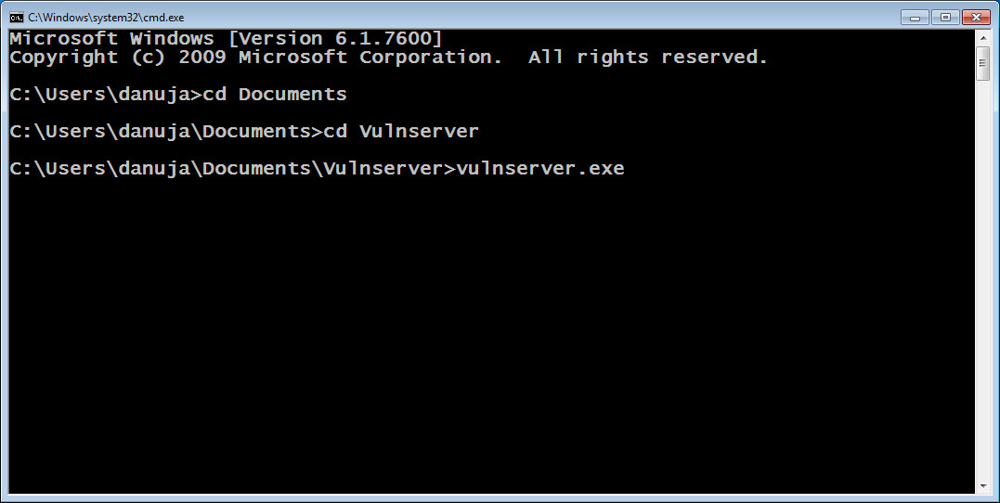 C:\Windows\system32\cmd.exe
Microsoft Windows [Version 6.1.7600]
Copyright (c) 2009 Microsoft Corporation.  All rights reserved.
C:\Users\danuja>cd Documents
C:\Users\danuja\Documents>cd Vulnserver
C:\Users\danuja\Documents\Vulnserver>vulnserver.exe